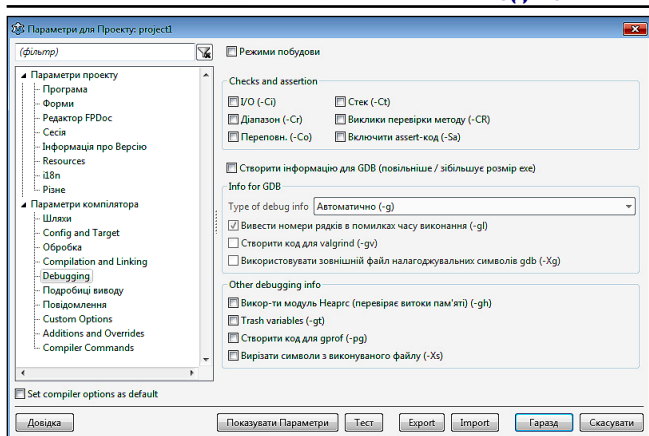 Параметри для Проекту: project1
(фільтр)
Режими побудови
Параметри проекту
Програма
Форми
Редактор FPDoc
Сесія
Інформація про Версію
Resources
i18n
Різне
Параметри компілятора
Шляхи
Config and Target
Обробка
Compilation and Linking
Debugging
Подробиці виводу
Повідомлення
Custom Options
Additions and Overrides
Compiler Commands
Set compiler options as default
Checks and assertion
I/O (-Ci)
Стек (-Ct)
Діапазон (-Cr)
Виклики перевірки методу (-CR)
Переповн. (-Co)
Включити assert-код (-Sa)
Створити інформацію для GDB (повільніше / збільшує розмір exe)
Info for GDB
Type of debug info Автоматично (-g)
Вивести номери рядків в помилках часу виконання (-gl)
Створити код для valgrind (-gv)
Використовувати зовнішній файл налагоджувальних символів gdb (-Xg)
Other debugging info
Викор-ти модуль Heaprc (перевіряє витоки пам'яті) (-gh)
Trash variables (-gt)
Створити код для gprof (-pg)
Вирізати символи з виконуваного файлу (-Xs)
Довідка
Показувати Параметри
Тест
Export
Import
Гаразд
Скасувати